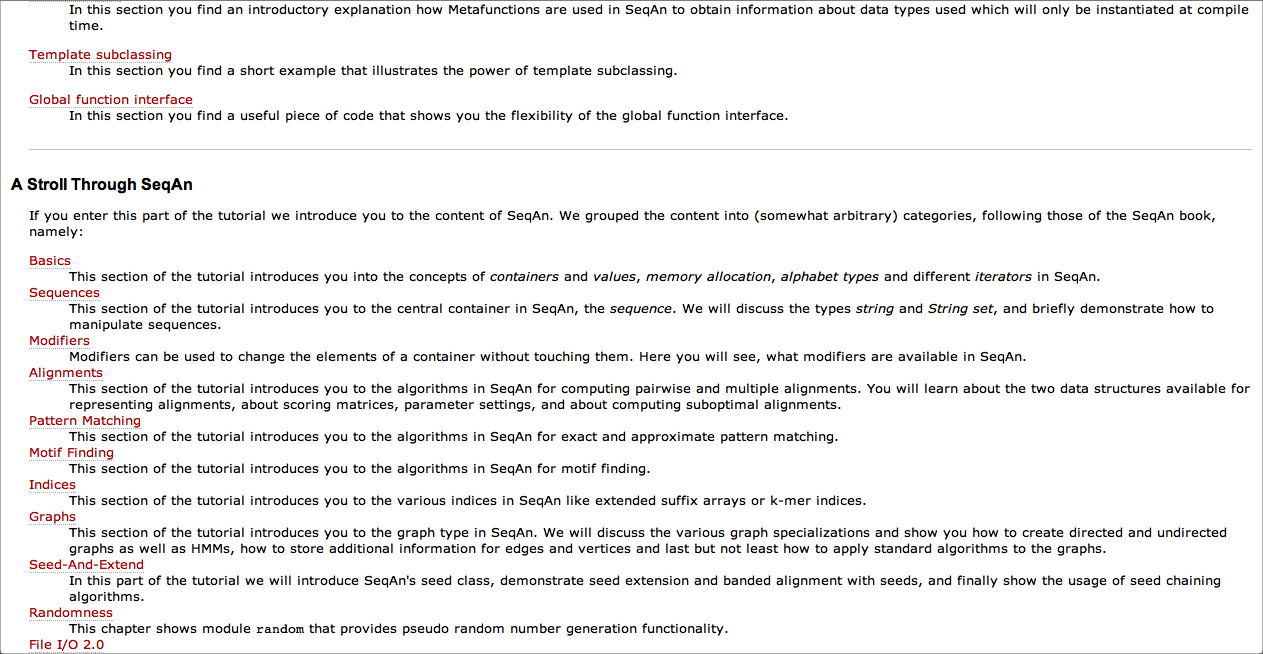 In this section you find an introductory explanation how Metafunctions are used in SeqAn to obtain information about data types used which will only be instantiated at compile
time.
Template subclassing
In this section you find a short example that illustrates the power of template subclassing.
Global function interface
In this section you find a useful piece of code that shows you the flexibility of the global function interface.
A Stroll Through SeqAn
If you enter this part of the tutorial we introduce you to the content of SeqAn. We grouped the content into (somewhat arbitrary) categories, following those of the SeqAn book,
namely:
Basics
This section of the tutorial introduces you into the concepts of containers and values, memory allocation, alphabet types and different iterators in SeqAn.
Sequences
This section of the tutorial introduces you to the central container in SeqAn, the sequence. We will discuss the types string and String set, and briefly demonstrate how to
manipulate sequences.
Modifiers
Modifiers can be used to change the elements of a container without touching them. Here you will see, what modifiers are available in SeqAn.
Alignments
This section of the tutorial introduces you to the algorithms in SeqAn for computing pairwise and multiple alignments. You will learn about the two data structures available for
representing alignments, about scoring matrices, parameter settings, and about computing suboptimal alignments.
Pattern Matching
This section of the tutorial introduces you to the algorithms in SeqAn for exact and approximate pattern matching.
Motif Finding
This section of the tutorial introduces you to the algorithms in SeqAn for motif finding.
Indices
This section of the tutorial introduces you to the various indices in SeqAn like extended suffix arrays or k-mer indices.
Graphs
This section of the tutorial introduces you to the graph type in SeqAn. We will discuss the various graph specializations and show you how to create directed and undirected
graphs as well as HMMs, how to store additional information for edges and vertices and last but not least how to apply standard algorithms to the graphs.
Seed-And-Extend
In this part of the tutorial we will introduce SeqAn's seed class, demonstrate seed extension and banded alignment with seeds, and finally show the usage of seed chaining
algorithms.
Randomness
This chapter shows module random that provides pseudo random number generation functionality.
File I/O 2.0